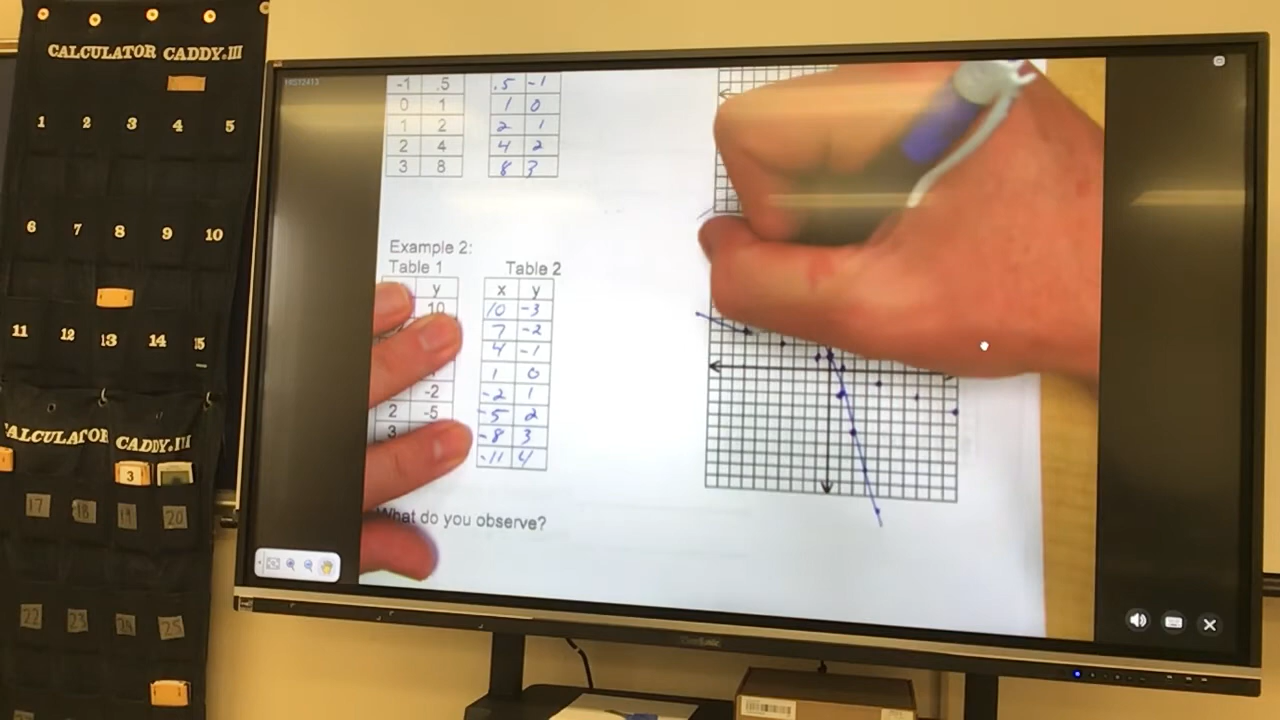 CALCULATOR CADDY.III
1 2 3 4 5
6 7 8 9 10
11 12 13 14 15
CALCULATOR CADDY.III
3
17 18 19 20
22 23 24 25
-1 .5 .5 -1
0 1 1 0
1 2 2 1
2 4 4 2
3 8 8 3
Example 2:
Table 1 Table 2
y x y
10 10 -3
7 -2
4 -1
1 0
-2 -2 1
2 -5 -5 2
3 -8 3
-11 4
What do you observe?
ViewSonic